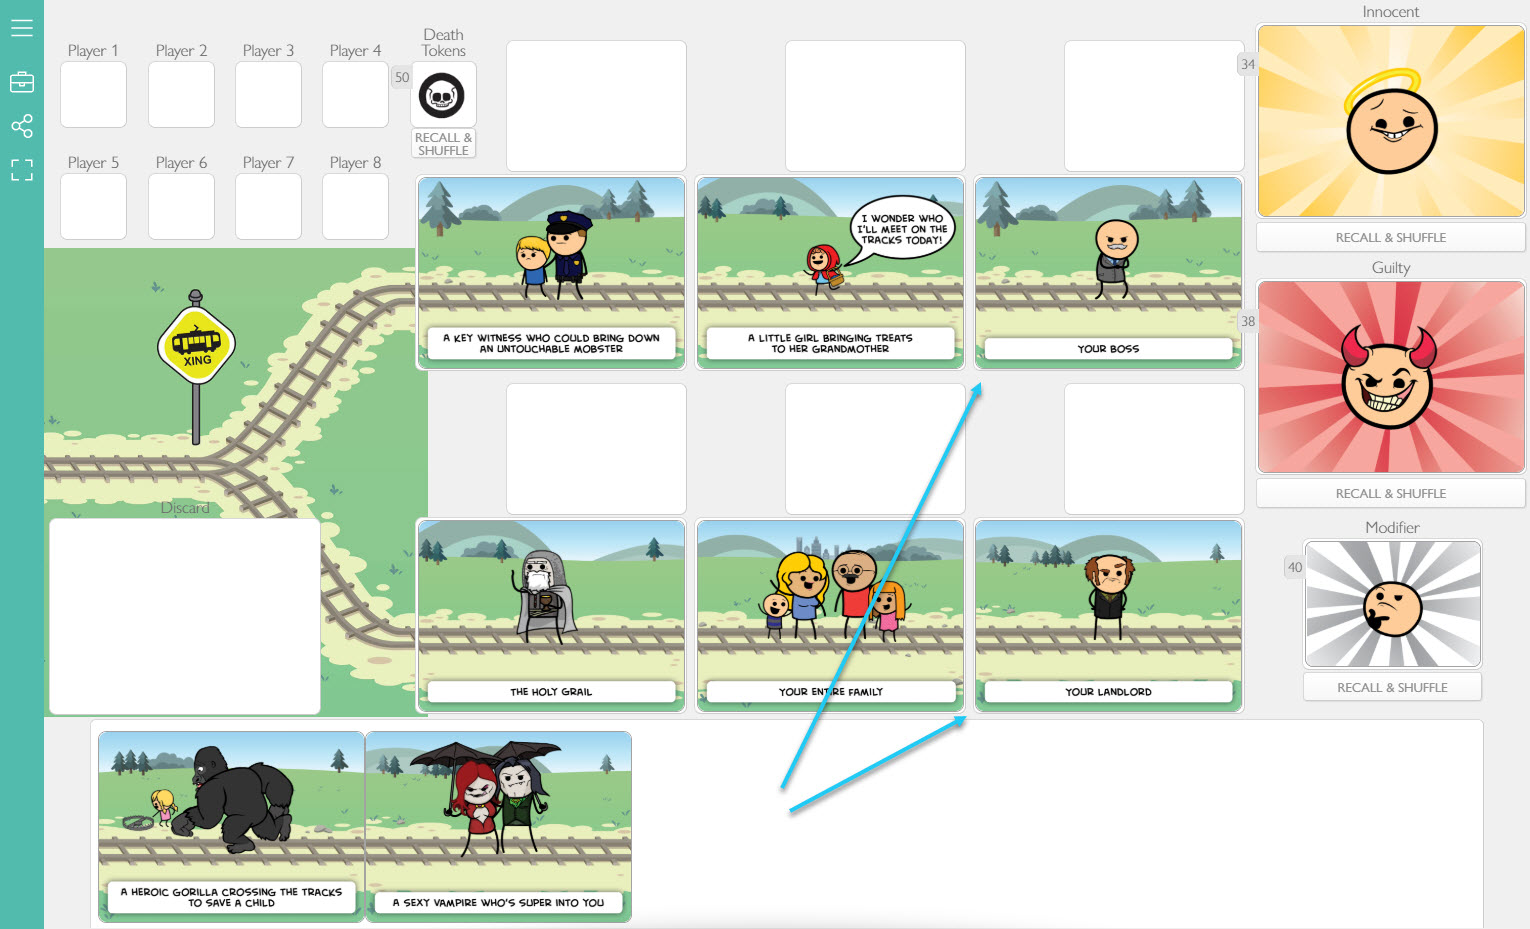 Innocent
Death
Tokens
Player 1
Player 2
Player 3
Player 4
50
34
RECALL &
SHUFFLE
Player 5
Player 6
Player 7
Player 8
I WONDER WHO
I'LL MEET ON THE
TRACKS TODAY!
RECALL & SHUFFLE
Guilty
38
A KEY WITNESS WHO COULD BRING DOWN
AN UNTOUCHABLE MOBSTER
A LITTLE GIRL BRINGING TREATS
TO HER GRANDMOTHER
YOUR BOSS
XING
RECALL & SHUFFLE
Discard
Modifier
40
THE HOLY GRAIL
YOUR ENTIRE FAMILY
YOUR LANDLORD
RECALL & SHUFFLE
A HEROIC GORILLA CROSSING THE TRACKS
TO SAVE A CHILD
A SEXY VAMPIRE WHO'S SUPER INTO YOU